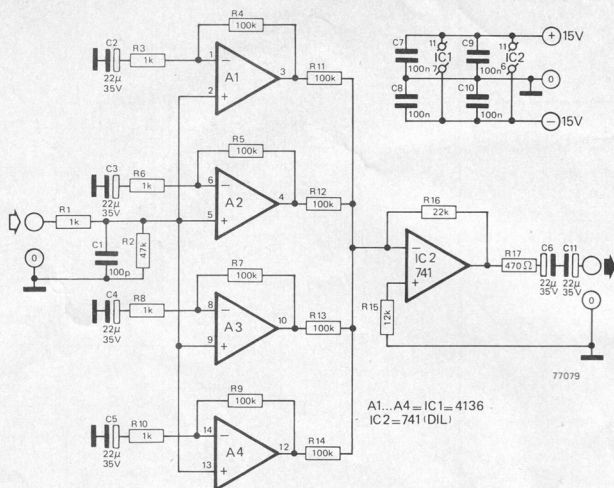 C2
22μ
35V
R3
1k
R4
100k
1
2
3
A1
R11
100k
C3
22μ
35V
R6
1k
R5
100k
6
5
4
A2
R12
100k
R1
1k
C1
100p
R2
47k
0
C4
22μ
35V
R8
1k
R7
100k
8
9
10
A3
R13
100k
C5
22μ
35V
R10
1k
R9
100k
14
13
12
A4
R14
100k
R16
22k
IC 2
741
R15
12k
R17
470 Ω
C6
22μ
35V
C11
22μ
35V
0
C7
100n
C8
100n
11
IC1
7
C9
100n
C10
100n
11
IC2
6
+ 15V
0
− 15V
77079
A1...A4 = IC1 = 4136
IC2 = 741 (DIL)